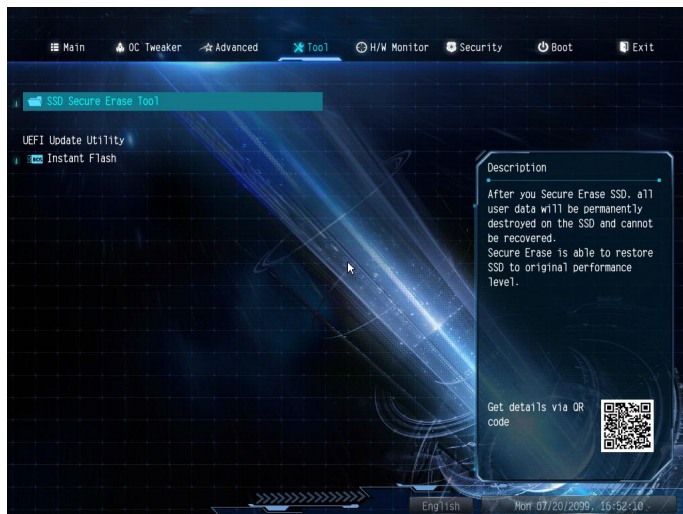 Main
OC Tweaker
Advanced
Tool
H/W Monitor
Security
Boot
Exit
SSD Secure Erase Tool
UEFI Update Utility
Instant Flash
Description
After you Secure Erase SSD. all
user data will be permanently
destroyed on the SSD and cannot
be recovered.
Secure Erase is able to restore
SSD to original performance
level.
Get details via QR
code
English
Mon 07/20/2099. 16:52:10